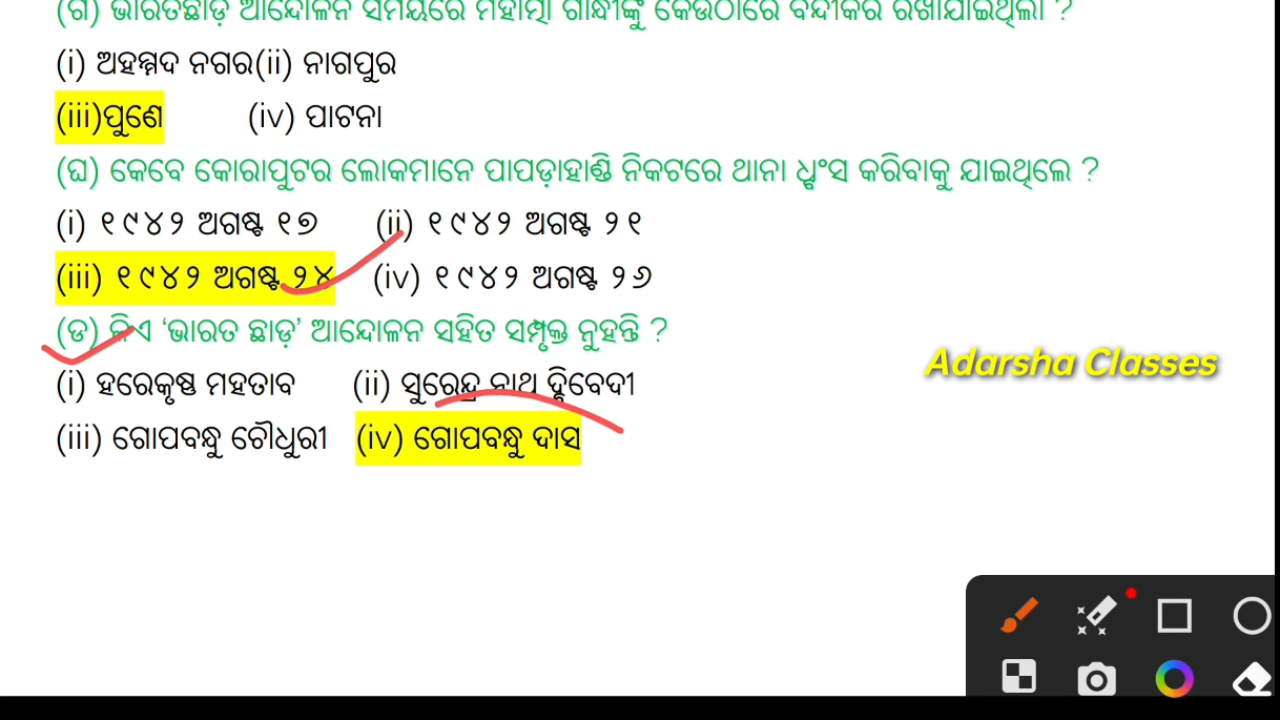 (ଗ) ଭାରତଛାଡ଼ ଆନ୍ଦୋଳନ ସମୟରେ ମହାତ୍ମା ଗାନ୍ଧୀଙ୍କୁ କେଉଠାରେ ବନ୍ଦୀକରି ରଖାଯାଇଥିଲା ?
(i) ଅହମ୍ମଦ ନଗର(ii) ନାଗପୁର
(iii)ପୁଣେ (iv) ପାଟନା
(ଘ) କେବେ କୋରାପୁଟର ଲୋକମାନେ ପାପଡ଼ାହାଣ୍ଡି ନିକଟରେ ଥାନା ଧ୍ଵଂସ କରିବାକୁ ଯାଇଥିଲେ ?
(i) ୧୯୪୨ ଅଗଷ୍ଟ ୧୭ (ii) ୧୯୪୨ ଅଗଷ୍ଟ ୨୧
(iii) ୧୯୪୨ ଅଗଷ୍ଟ ୨୪ (iv) ୧୯୪୨ ଅଗଷ୍ଟ ୨୬
(ଡ) କିଏ ‘ଭାରତ ଛାଡ଼’ ଆନ୍ଦୋଳନ ସହିତ ସମ୍ପୃକ୍ତ ନୁହନ୍ତି ?
(i) ହରେକୃଷ୍ଣ ମହତାବ (ii) ସୁରେନ୍ଦ୍ର ନାଥ ଦ୍ଵିବେଦୀ
(iii) ଗୋପବନ୍ଧୁ ଚୌଧୁରୀ (iv) ଗୋପବନ୍ଧୁ ଦାସ
Adarsha Classes